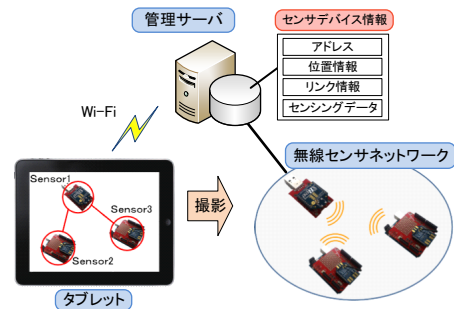 管理サーバ
センサデバイス情報
アドレス
位置情報
リンク情報
センシングデータ
Wi-Fi
無線センサネットワーク
Sensor1
Sensor3
Sensor2
撮影
タブレット